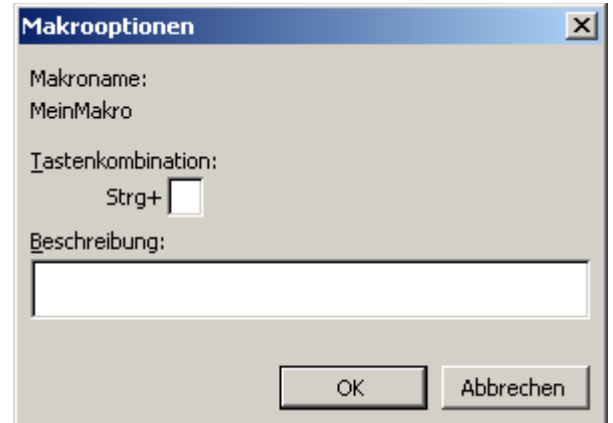 Makrooptionen
Makroname:
MeinMakro
Tastenkombination:
Strg+
Beschreibung:
OK Abbrechen